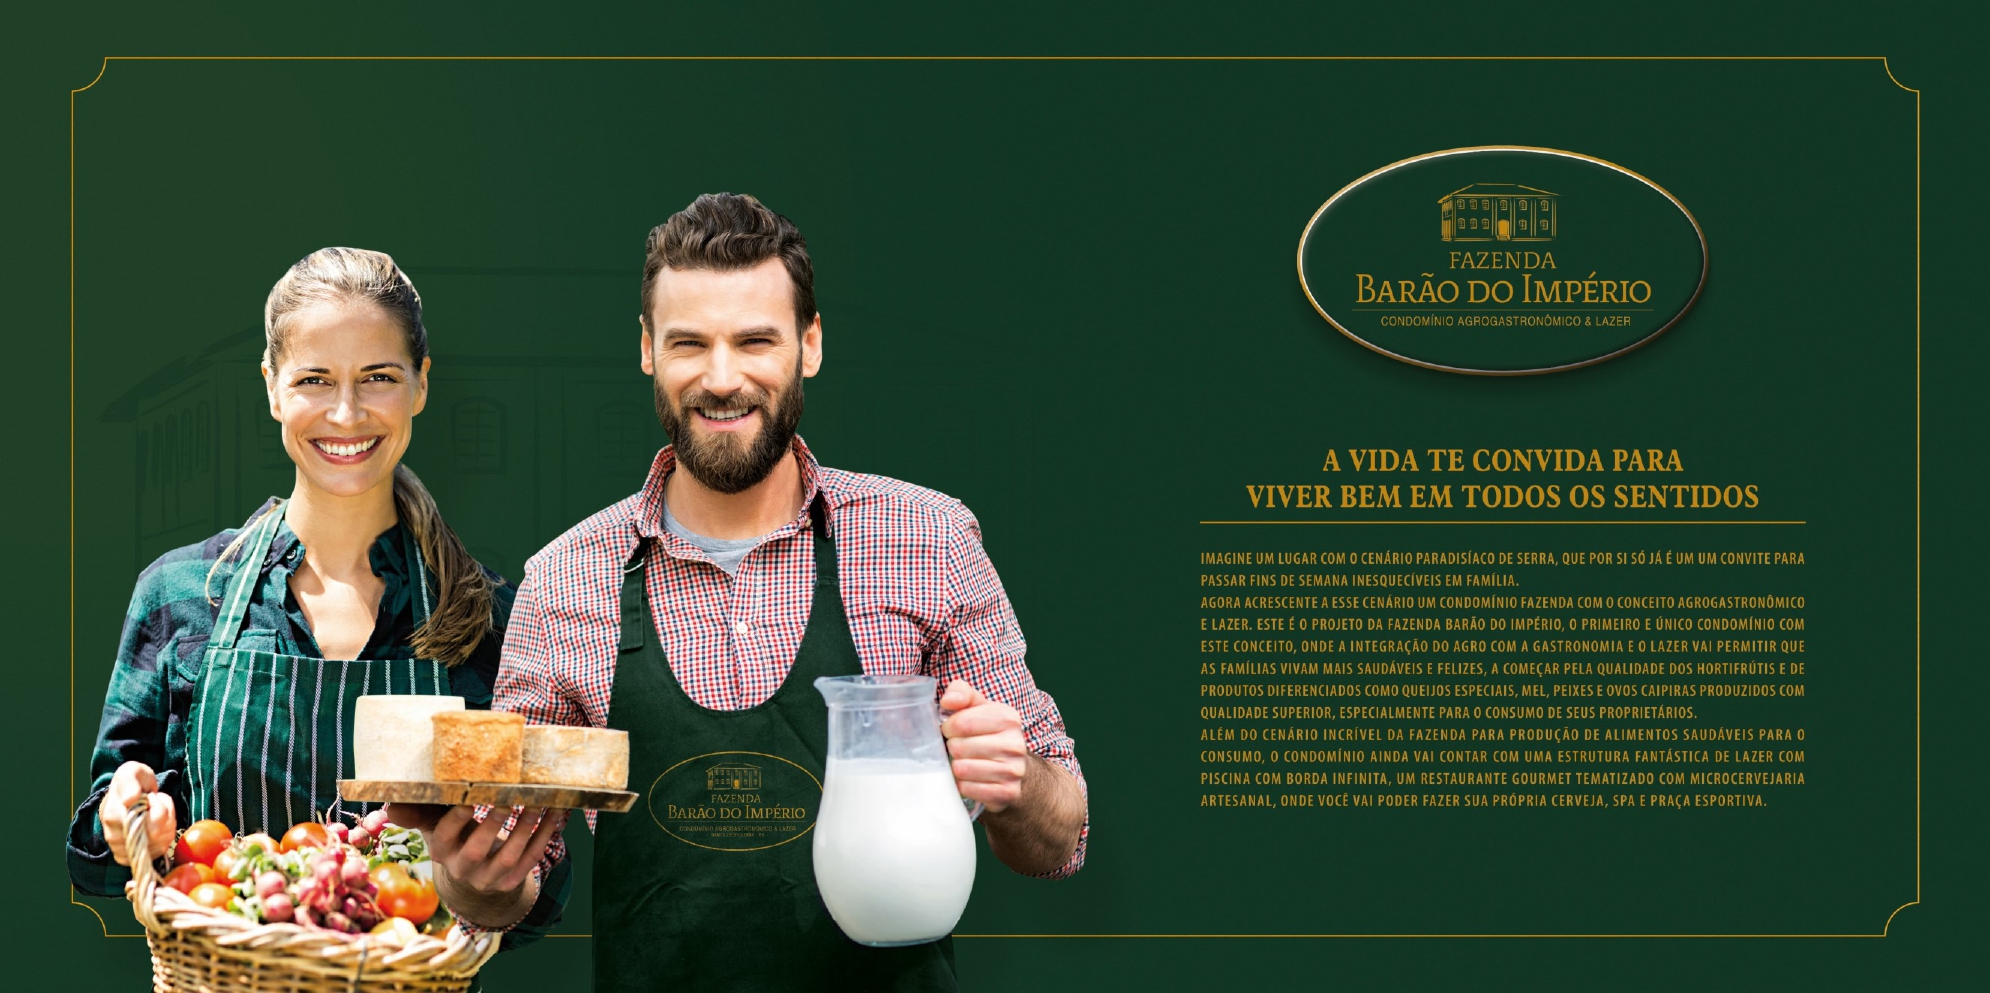 FAZENDA
BARÃO DO IMPÉRIO
CONDOMÍNIO AGROGASTRONÔMICO & LAZER
A VIDA TE CONVIDA PARA
VIVER BEM EM TODOS OS SENTIDOS
IMAGINE UM LUGAR COM O CENÁRIO PARADISÍACO DE SERRA, QUE POR SI SÓ JÁ É UM UM CONVITE PARA
PASSAR FINS DE SEMANA INESQUECÍVEIS EM FAMÍLIA.
AGORA ACRESCENTE A ESSE CENÁRIO UM CONDOMÍNIO FAZENDA COM O CONCEITO AGROGASTRONÔMICO
E LAZER. ESTE É O PROJETO DA FAZENDA BARÃO DO IMPÉRIO, O PRIMEIRO E ÚNICO CONDOMÍNIO COM
ESTE CONCEITO, ONDE A INTEGRAÇÃO DO AGRO COM A GASTRONOMIA E O LAZER VAI PERMITIR QUE
AS FAMÍLIAS VIVAM MAIS SAUDÁVEIS E FELIZES, A COMEÇAR PELA QUALIDADE DOS HORTIFRÚTIS E DE
PRODUTOS DIFERENCIADOS COMO QUEIJOS ESPECIAIS, MEL, PEIXES E OVOS CAIPIRAS PRODUZIDOS COM
QUALIDADE SUPERIOR, ESPECIALMENTE PARA O CONSUMO DE SEUS PROPRIETÁRIOS.
ALÉM DO CENÁRIO INCRÍVEL DA FAZENDA PARA PRODUÇÃO DE ALIMENTOS SAUDÁVEIS PARA O
CONSUMO, O CONDOMÍNIO AINDA VAI CONTAR COM UMA ESTRUTURA FANTÁSTICA DE LAZER COM
PISCINA COM BORDA INFINITA, UM RESTAURANTE GOURMET TEMATIZADO COM MICROCERVEJARIA
ARTESANAL, ONDE VOCÊ VAI PODER FAZER SUA PRÓPRIA CERVEJA, SPA E PRAÇA ESPORTIVA.
FAZENDA
BARÃO DO IMPÉRIO
CONDOMÍNIO AGROGASTRONÔMICO & LAZER